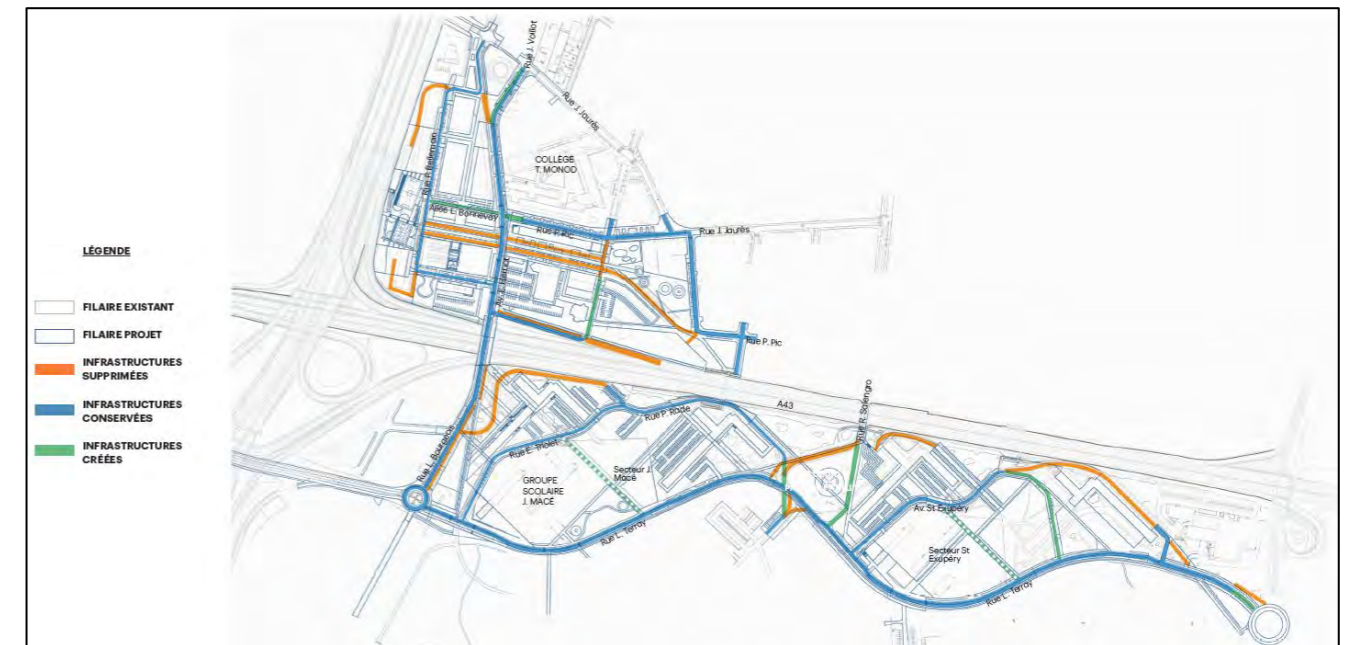 LÉGENDE
FILAIRE EXISTANT
FILAIRE PROJET
INFRASTRUCTURES
SUPPRIMÉES
INFRASTRUCTURES
CONSERVÉES
INFRASTRUCTURES
CRÉÉES
Rue J. Voillot
Rue J. Jaurès
COLLÈGE
T. MONOD
Allée L. Bonnevay
Rue P. Pic
Rue J. Jaurès
Rue P. Pic
A43
Rue R. Salengro
Rue L. Bourgeois
Rue P. Rode
Rue E. Triolet
Secteur J.
Macé
GROUPE
SCOLAIRE
J. MACÉ
Rue L. Terray
Av. St Exupéry
Secteur St
Exupéry
Rue L. Terray